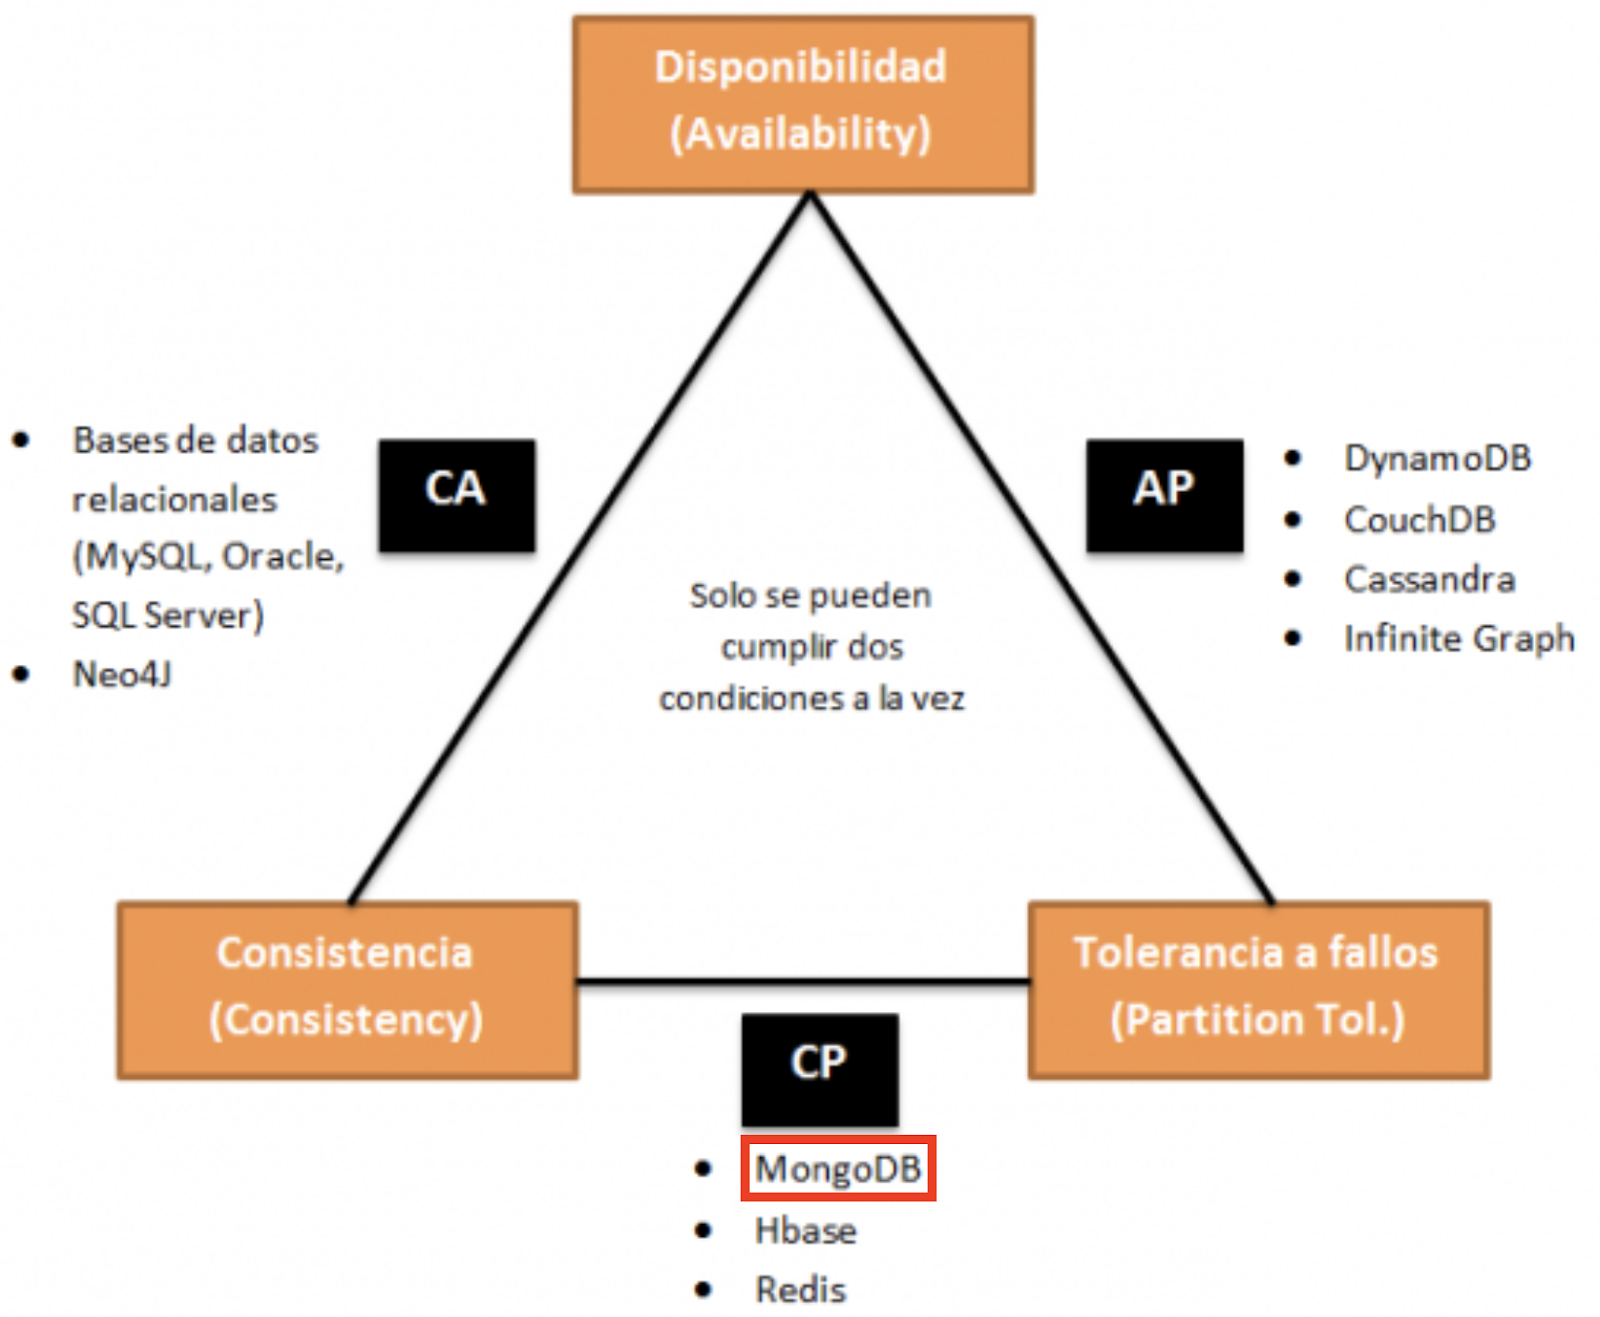 Disponibilidad
(Availability)
Bases de datos
relacionales
(MySQL, Oracle,
SQL Server)
Neo4J
CA
AP
DynamoDB
CouchDB
Cassandra
Infinite Graph
Solo se pueden
cumplir dos
condiciones a la vez
Consistencia
(Consistency)
Tolerancia a fallos
(Partition Tol.)
CP
MongoDB
Hbase
Redis